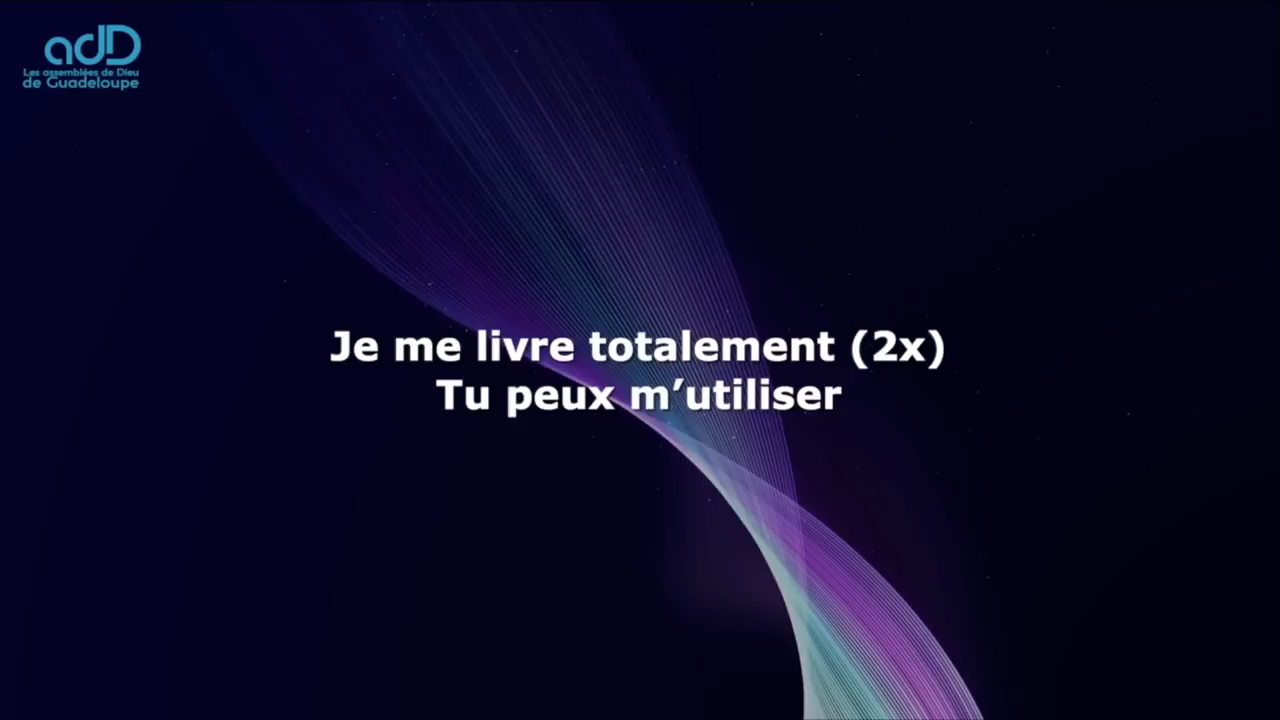 adD
Les assemblées de Dieu
de Guadeloupe
Je me livre totalement (2x)
Tu peux m’utiliser